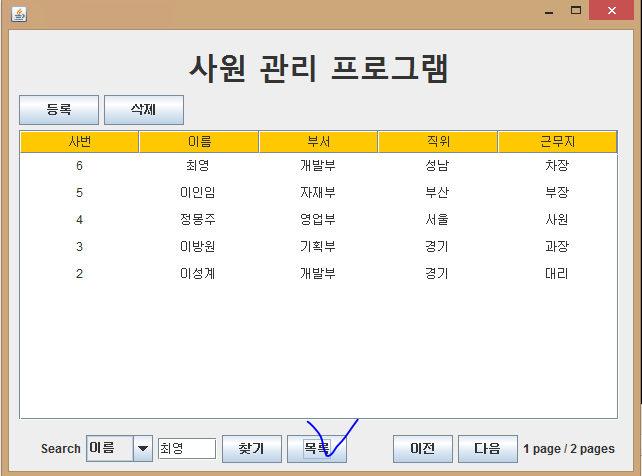 사원 관리 프로그램
등록 삭제
사번 이름 부서 직위 근무지
6 최영 개발부 성남 차장
5 이인임 자재부 부산 부장
4 정몽주 영업부 서울 사원
3 이방원 기획부 경기 과장
2 이성계 개발부 경기 대리
Search 이름 최영 찾기 목록 이전 다음 1 page / 2 pages